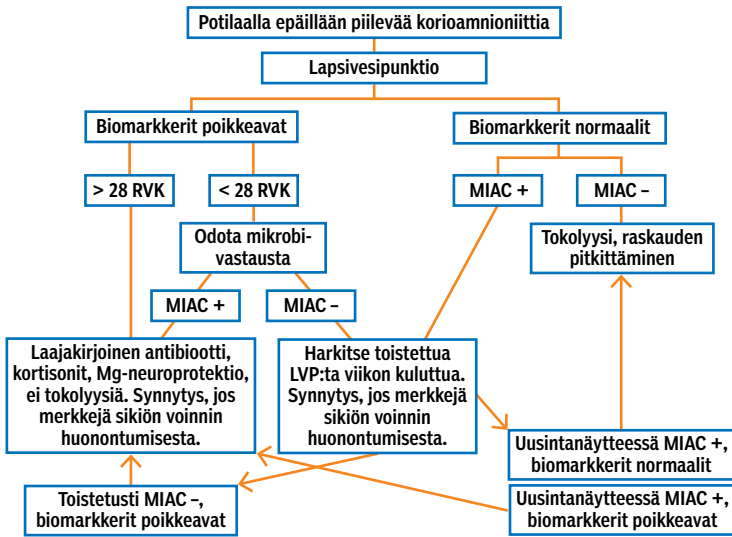 Potilaalla epäillään piilevää korioamnioniittia
Lapsivesipunktio
Biomarkkerit poikkeavat
Biomarkkerit normaalit
> 28 RVK
< 28 RVK
MIAC +
MIAC –
Odota mikrobi-
vastausta
Tokolyysi, raskauden
pitkittäminen
MIAC +
MIAC –
Laajakirjoinen antibiootti,
kortisonit, Mg-neuroprotektio,
ei tokolyysiä. Synnytys, jos
merkkejä sikiön voinnin
huonontumisesta.
Harkitse toistettua
LVP:ta viikon kuluttua.
Synnytys, jos merkkejä
sikiön voinnin
huonontumisesta.
Uusintanäytteessä MIAC +,
biomarkkerit normaalit
Toistetusti MIAC –,
biomarkkerit poikkeavat
Uusintanäytteessä MIAC +,
biomarkkerit poikkeavat